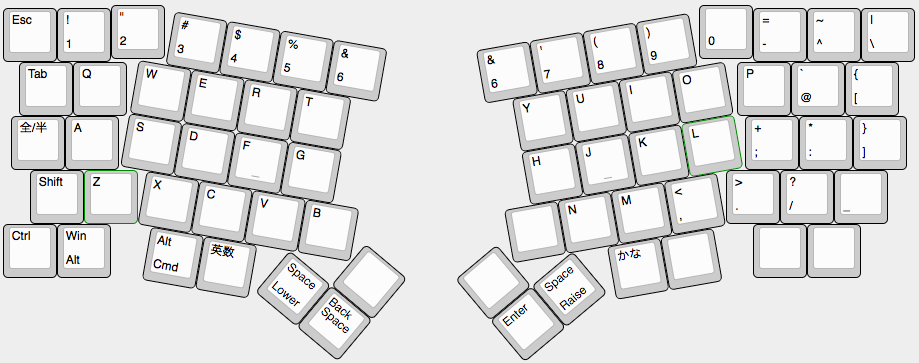 Esc ! " # $ % & & ' ( ) = ~ |
1 2 3 4 5 6 6 7 8 9 0 - ^ \
Tab Q W E R T Y U I O P ` {
@ [
全/半 A S D F G H J K L + * }
_ _ ; : ]
Shift Z X C V B N M < > ? _
, . /
Ctrl Win Alt 英数 かな
Alt Cmd
Space Space
Lower Raise
Back Enter
Space